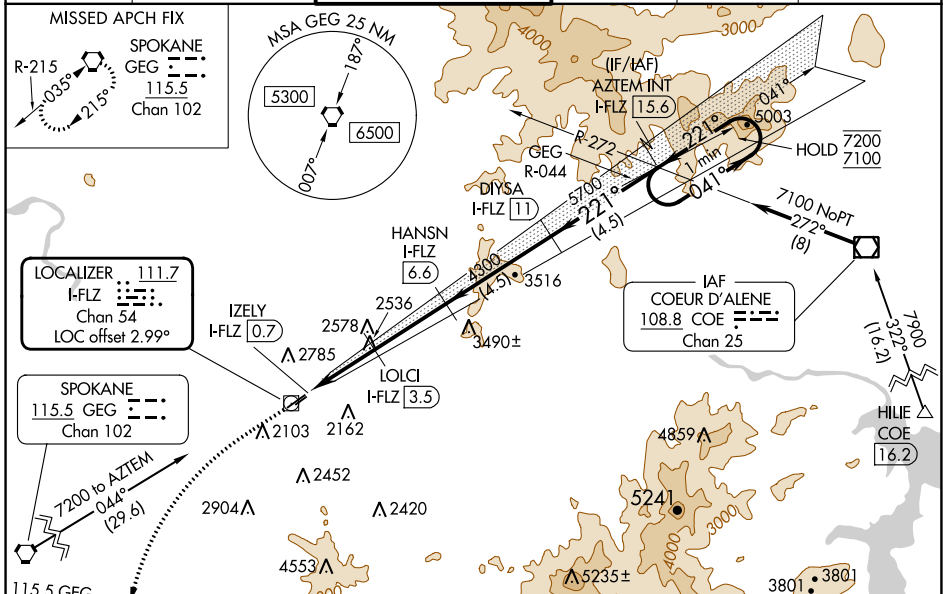 MISSED APCH FIX
SPOKANE
GEG
115.5
Chan 102
R-215
035°
215°
MSA GEG 25 NM
187°
5300
6500
007°
4000
3000
(IF/IAF)
AZTEM INT
I-FLZ 15.6
041°
5003
221°
R-272
GEG
R-044
1 min
041°
HOLD 7200
7100
5700
DIYSA
I-FLZ 11
221°
(4.5)
7100 NoPT
272°
(8)
HANSN
I-FLZ
6.6
4300
(4.5)
3516
LOCALIZER 111.7
I-FLZ
Chan 54
LOC offset 2.99°
IZELY
I-FLZ 0.7
2536
2578
2785
3490±
LOLCI
I-FLZ 3.5
IAF
COEUR D'ALENE
108.8 COE
Chan 25
7900
322°
(16.2)
HILIE
COE
16.2
SPOKANE
115.5 GEG
Chan 102
2103
2162
2452
2904
2420
4859
5241
3000
4000
7200 to AZTEM
044°
(29.6)
4553
5235±
3801
3801
115.5 GEG